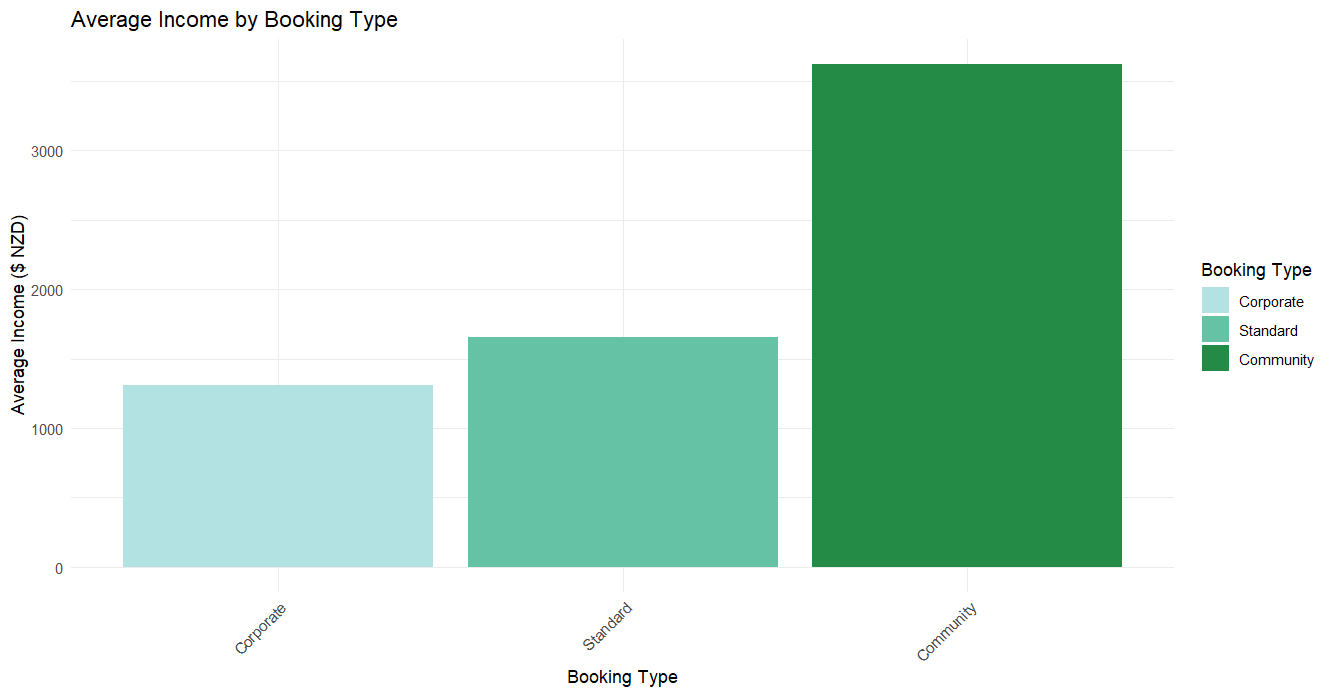 Average Income by Booking Type
Average Income ($ NZD)
3000
2000
1000
0
Corporate
Standard
Community
Booking Type
Booking Type
Corporate
Standard
Community